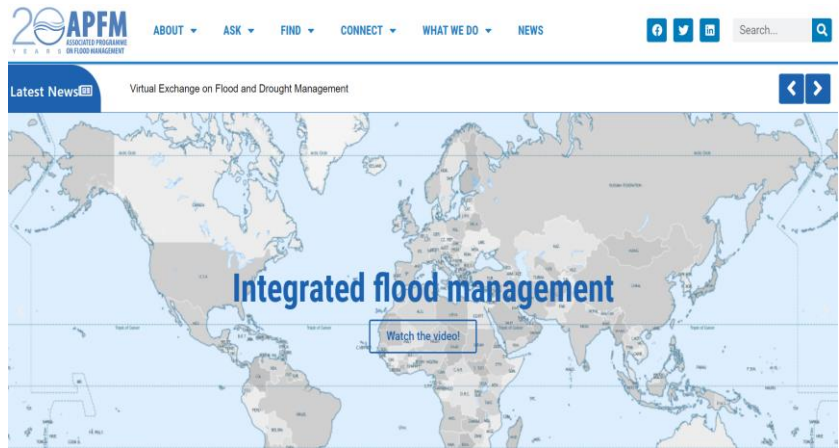 20 APFM
ASSOCIATED PROGRAMME
YEARS ON FLOOD MANAGEMENT
ABOUT ASK FIND CONNECT WHAT WE DO NEWS
Search...
Latest News
Virtual Exchange on Flood and Drought Management
Integrated flood management
Watch the video!